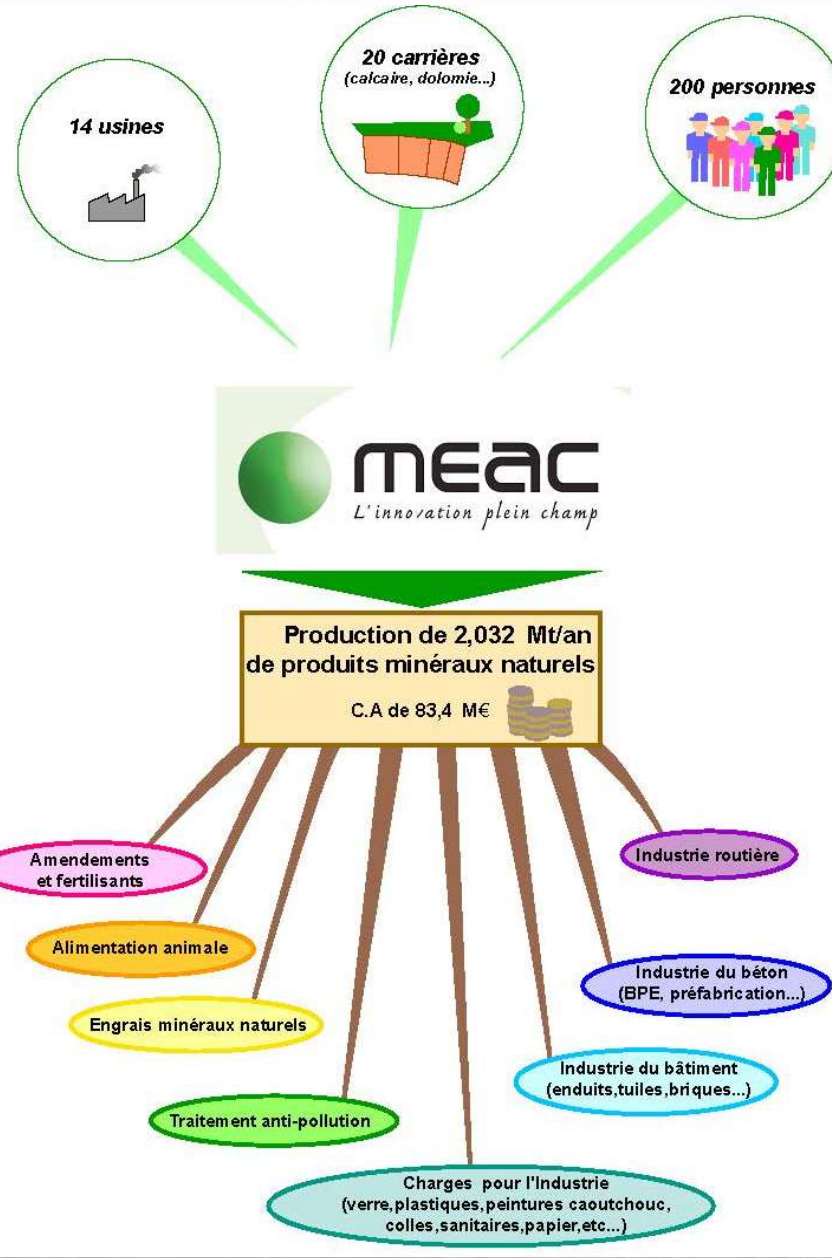 14 usines
20 carrières
(calcaire, dolomie...)
200 personnes
meac
L'innovation plein champ
Production de 2,032 Mt/an
de produits minéraux naturels
C.A de 83,4 M€
Amendements
et fertilisants
Industrie routière
Alimentation animale
Industrie du béton
(BPE, préfabrication...)
Engrais minéraux naturels
Industrie du bâtiment
(enduits,tuiles,briques...)
Traitement anti-pollution
Charges pour l'Industrie
(verre,plastiques,peintures caoutchouc,
colles,sanitaires,papier,etc...)